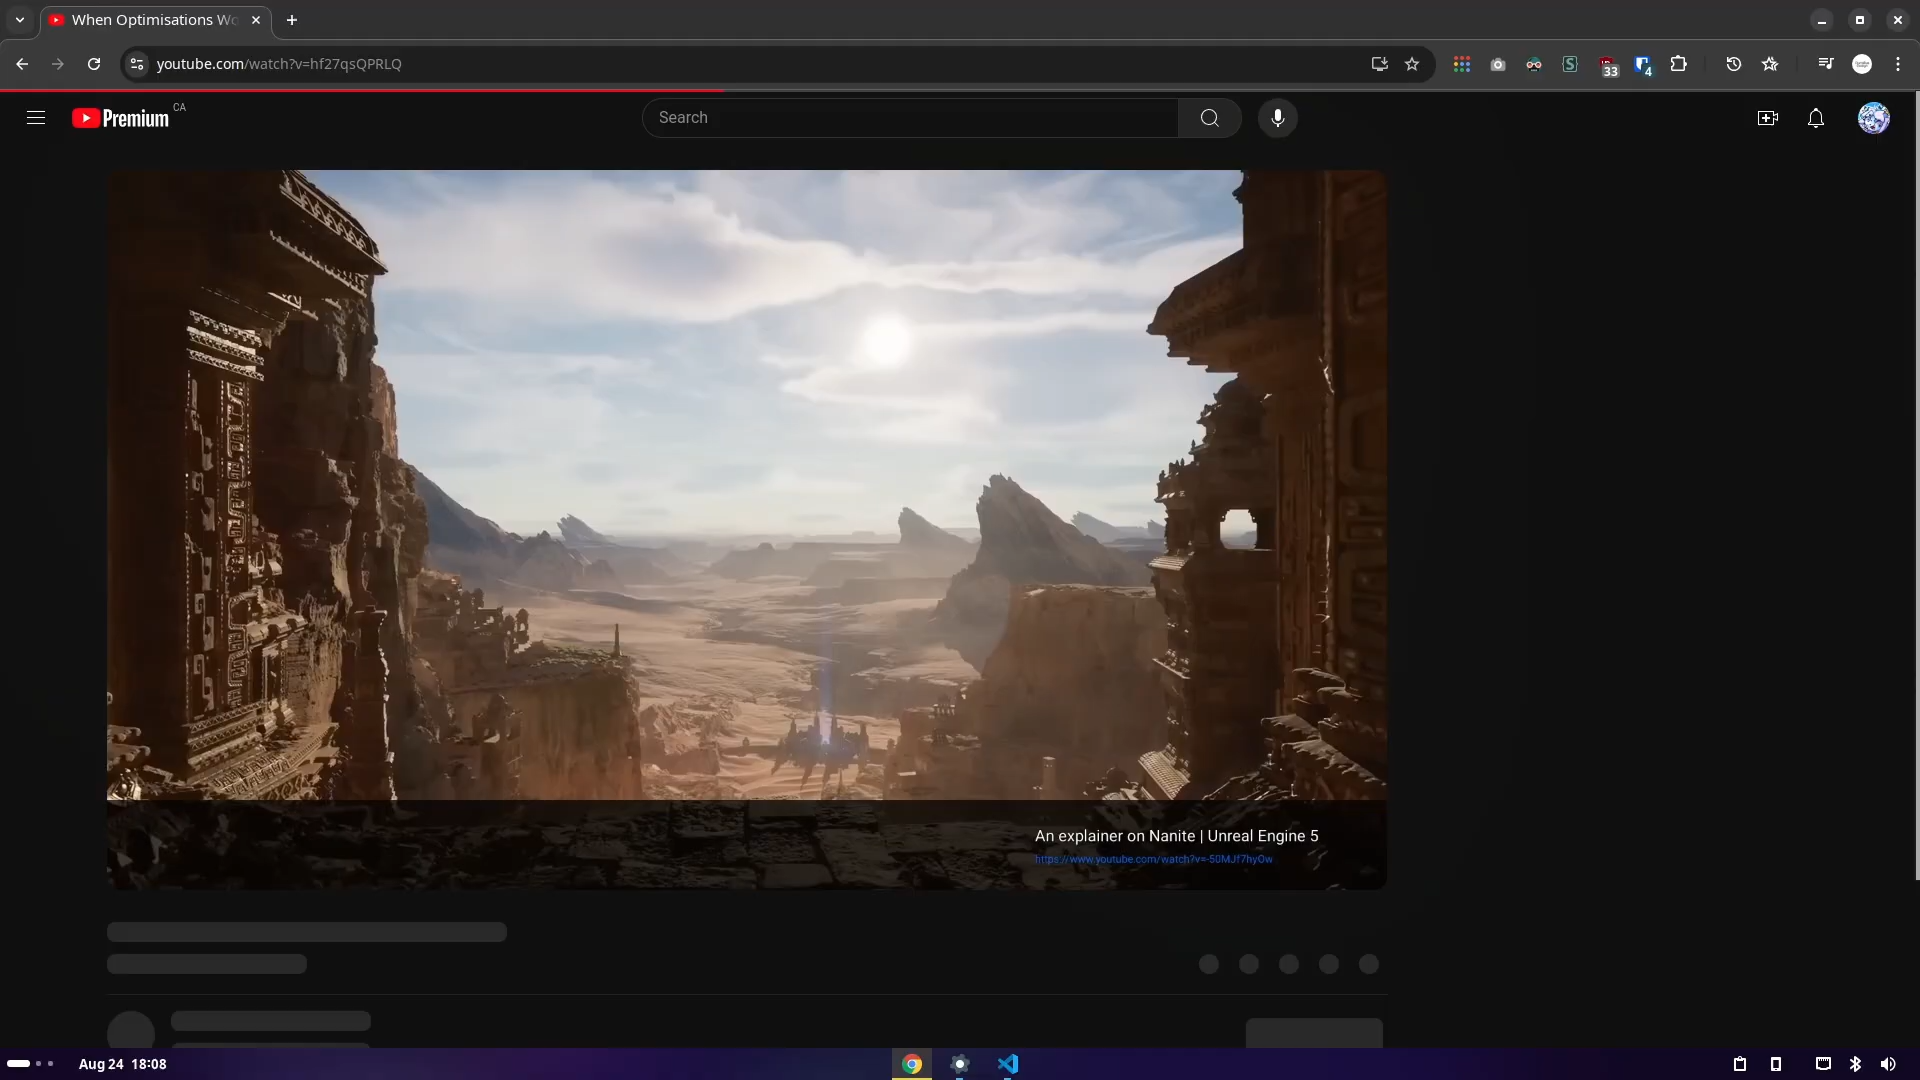 When Optimisations Wo
youtube.com/watch?v=hf27qsQPRLQ
33
4
Premium
CA
Search
An explainer on Nanite | Unreal Engine 5
https://www.youtube.com/watch?v=-50MJf7hyOw
Aug 24 18:08